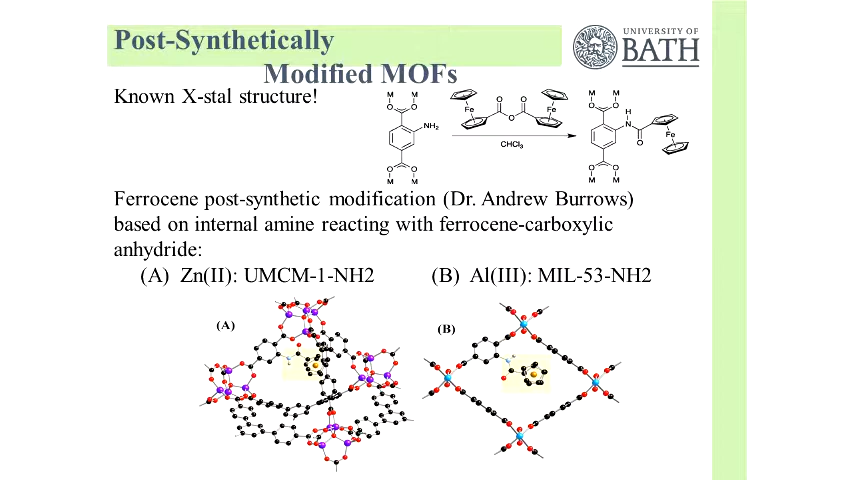 Post-Synthetically
Modified MOFs
UNIVERSITY OF
BATH
Known X-stal structure!
M M
O O
NH2
O O
M M
Fe
O O
O
Fe
CHCl3
M M
O O
H
N
O
Fe
O O
M M
Ferrocene post-synthetic modification (Dr. Andrew Burrows)
based on internal amine reacting with ferrocene-carboxylic
anhydride:
(A) Zn(II): UMCM-1-NH2 (B) Al(III): MIL-53-NH2
(A)
(B)